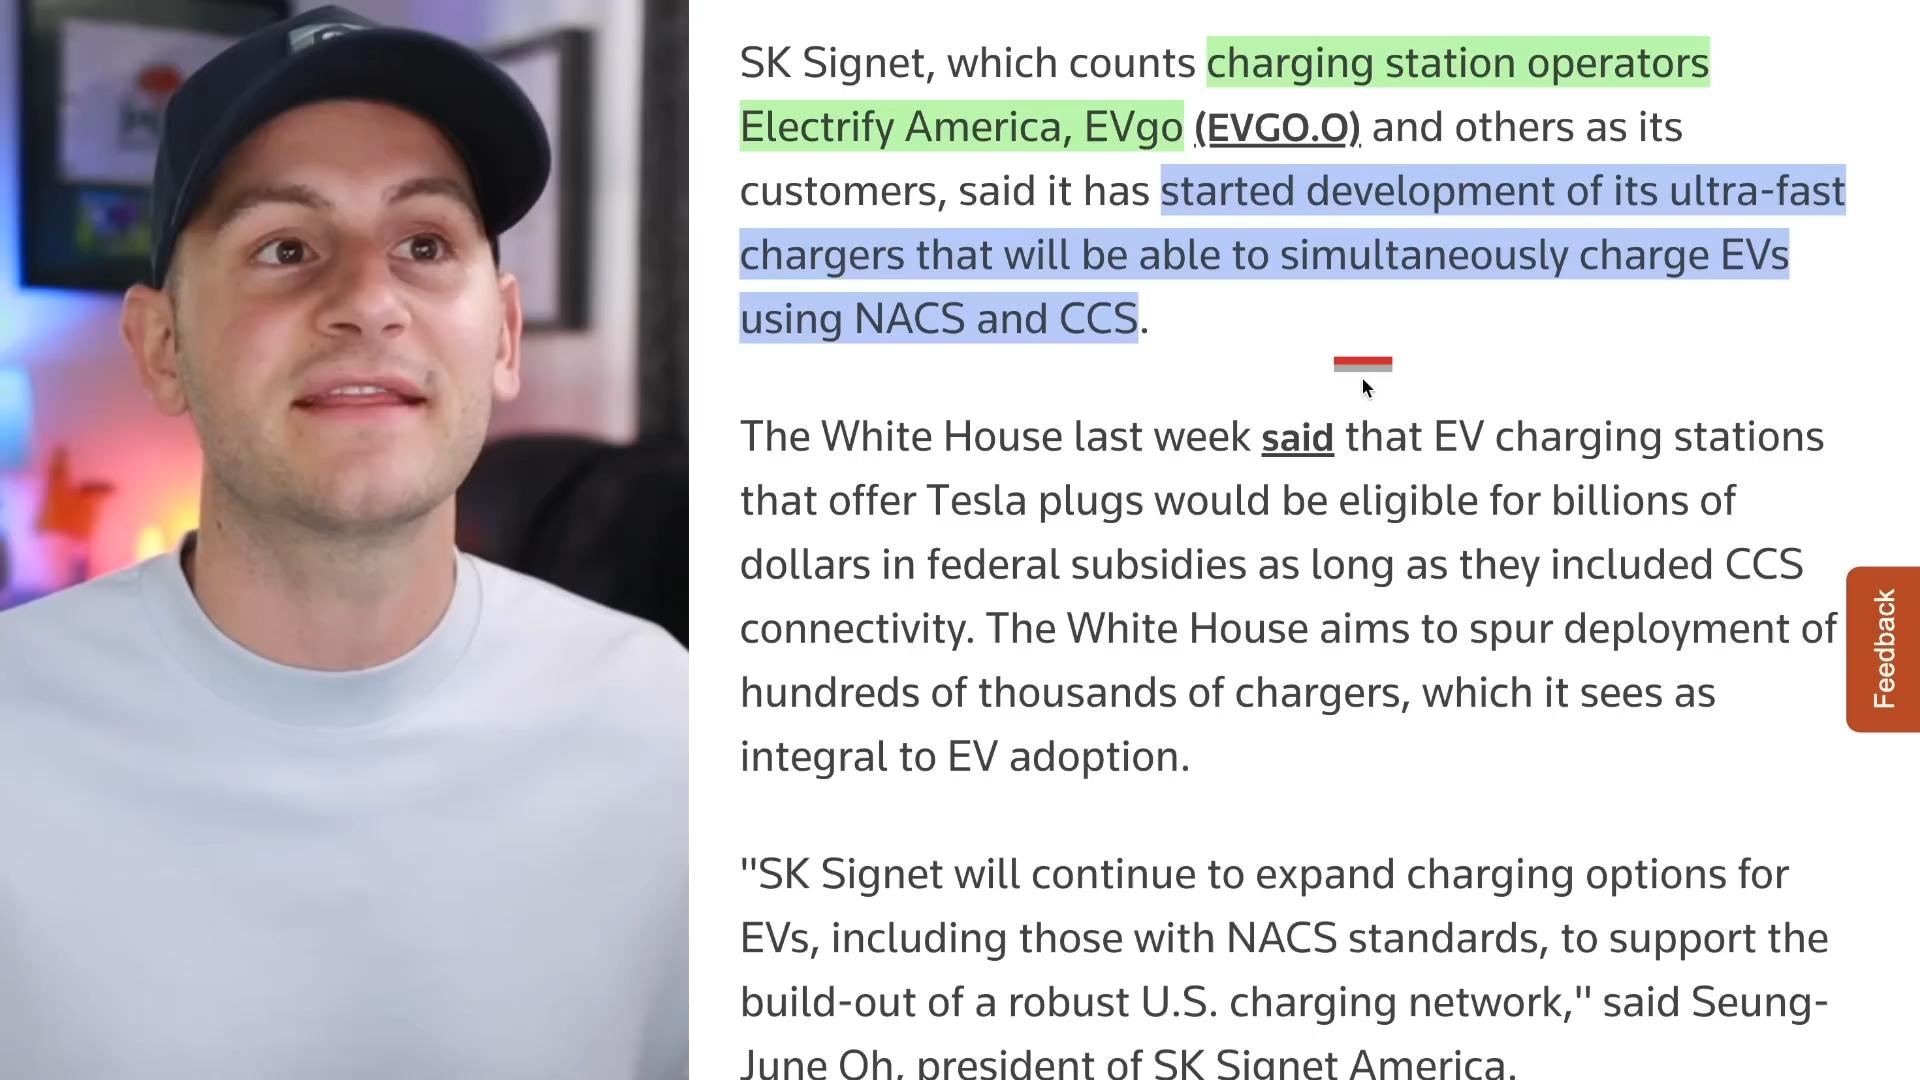 SK Signet, which counts charging station operators
Electrify America, EVgo (EVGO.O) and others as its
customers, said it has started development of its ultra-fast
chargers that will be able to simultaneously charge EVs
using NACS and CCS.
The White House last week said that EV charging stations
that offer Tesla plugs would be eligible for billions of
dollars in federal subsidies as long as they included CCS
connectivity. The White House aims to spur deployment of
hundreds of thousands of chargers, which it sees as
integral to EV adoption.
"SK Signet will continue to expand charging options for
EVs, including those with NACS standards, to support the
build-out of a robust U.S. charging network," said Seung-
June Oh, president of SK Signet America.
Feedback